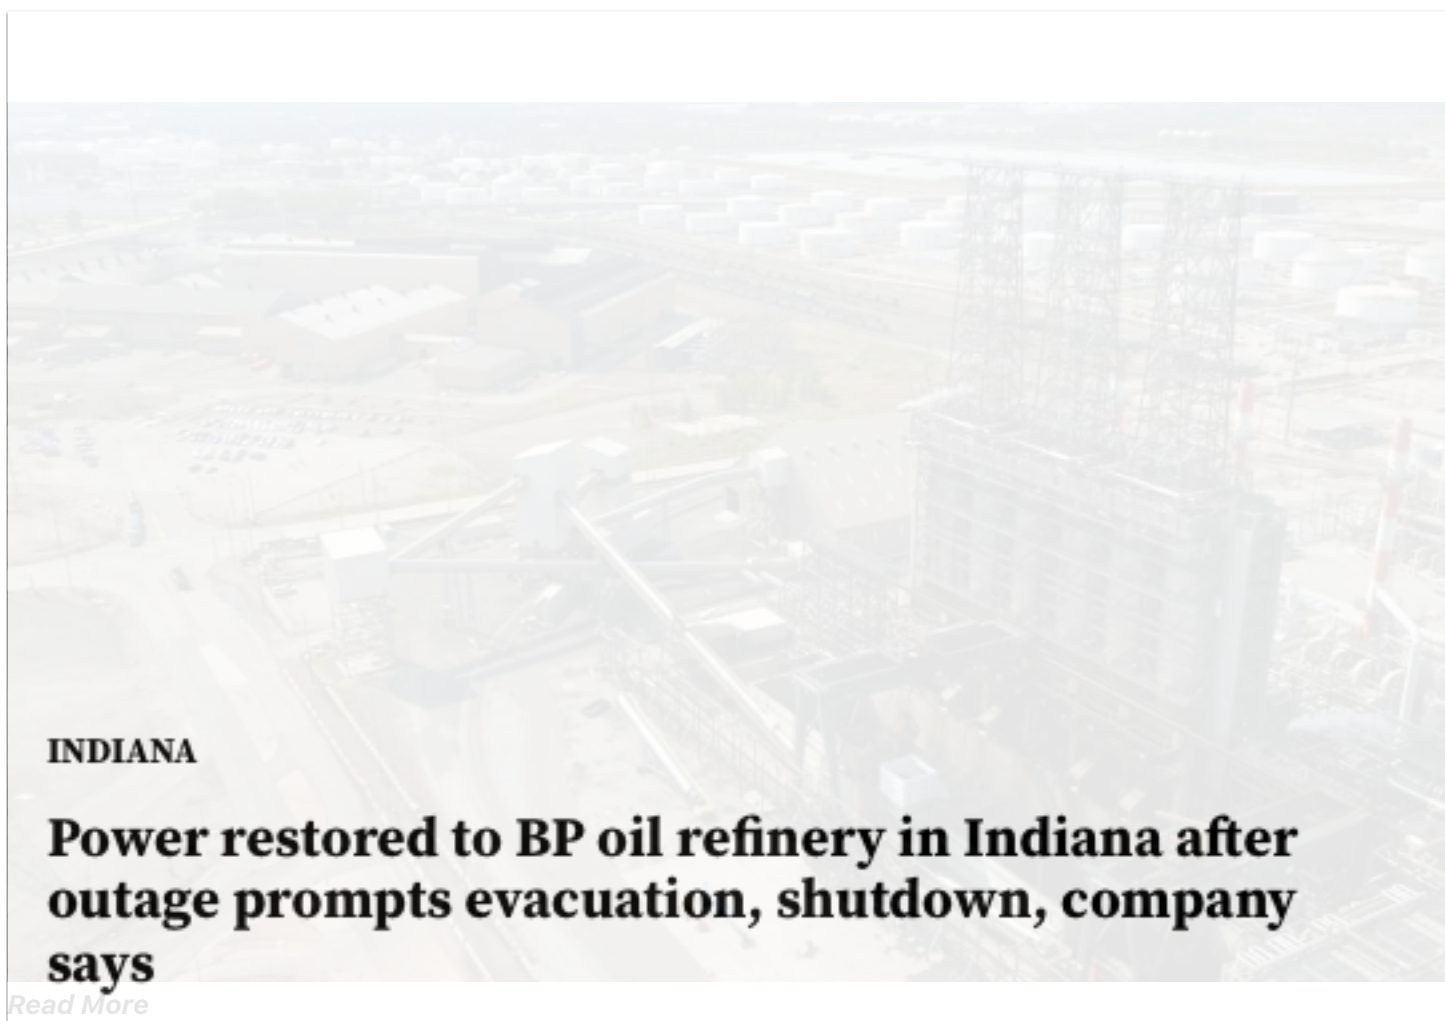 INDIANA
Power restored to BP oil refinery in Indiana after
outage prompts evacuation, shutdown, company
says
Read More